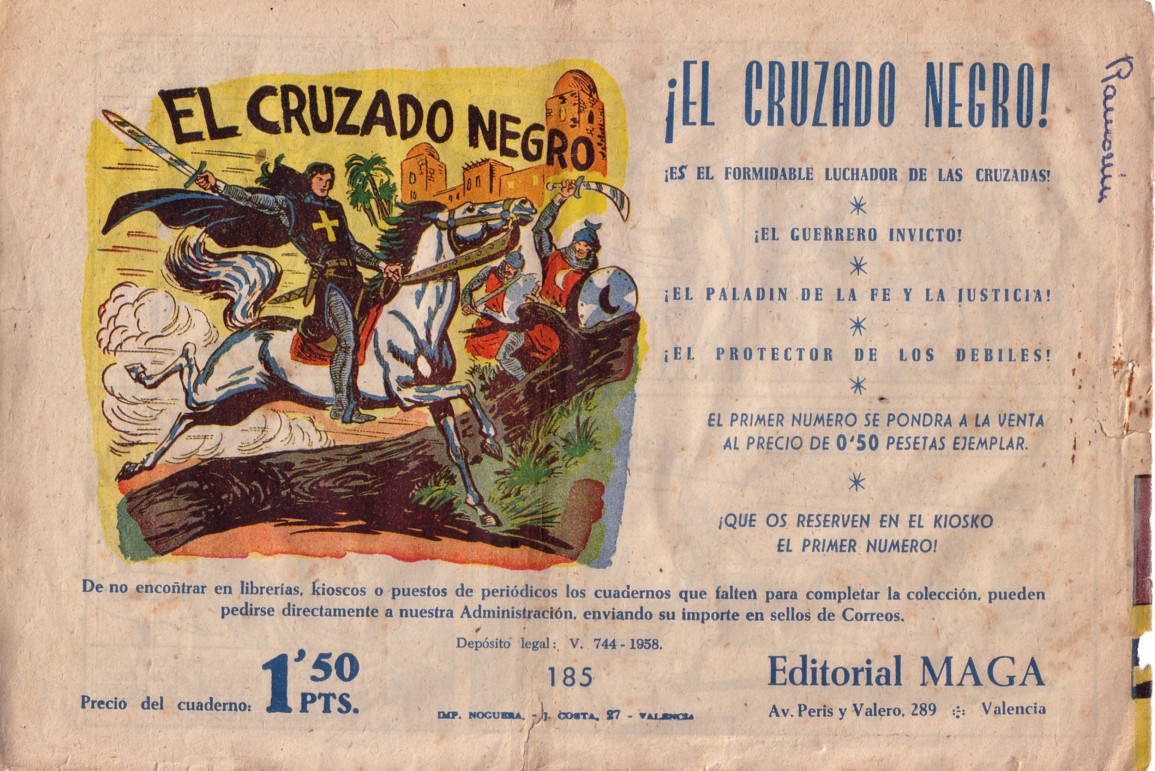 EL CRUZADO NEGRO
¡EL CRUZADO NEGRO!
¡ES EL FORMIDABLE LUCHADOR DE LAS CRUZADAS!
¡EL GUERRERO INVICTO!
¡EL PALADIN DE LA FE Y LA JUSTICIA!
¡EL PROTECTOR DE LOS DEBILES!
EL PRIMER NUMERO SE PONDRA A LA VENTA
AL PRECIO DE 0'50 PESETAS EJEMPLAR.
¡QUE OS RESERVEN EN EL KIOSKO
EL PRIMER NUMERO!
De no encontrar en librerías, kioscos o puestos de periódicos los cuadernos que falten para completar la colección, pueden
pedirse directamente a nuestra Administración, enviando su importe en sellos de Correos.
Depósito legal: V. 744-1958.
Precio del cuaderno: 1'50 PTS.
185
IMP. NOGUERA. - J. COSTA, 27 - VALENCIA
Editorial MAGA
Av. Peris y Valero, 289 Valencia